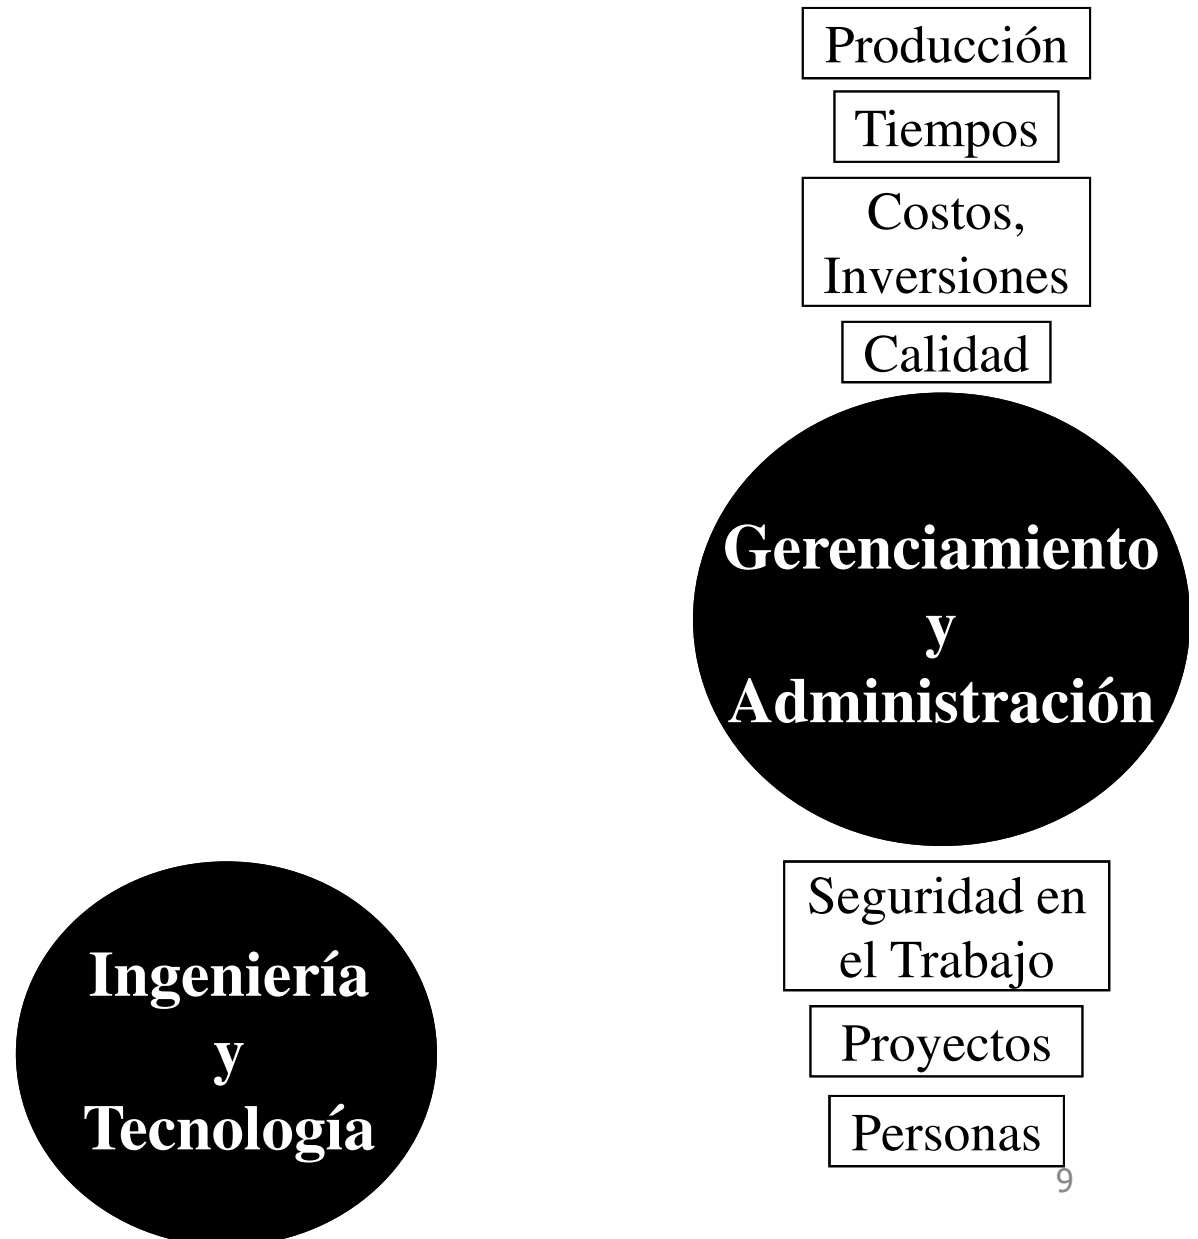 Producción
Tiempos
Costos,
Inversiones
Calidad
Gerenciamiento
y
Administración
Seguridad en
el Trabajo
Proyectos
Personas
Ingeniería
y
Tecnología
9